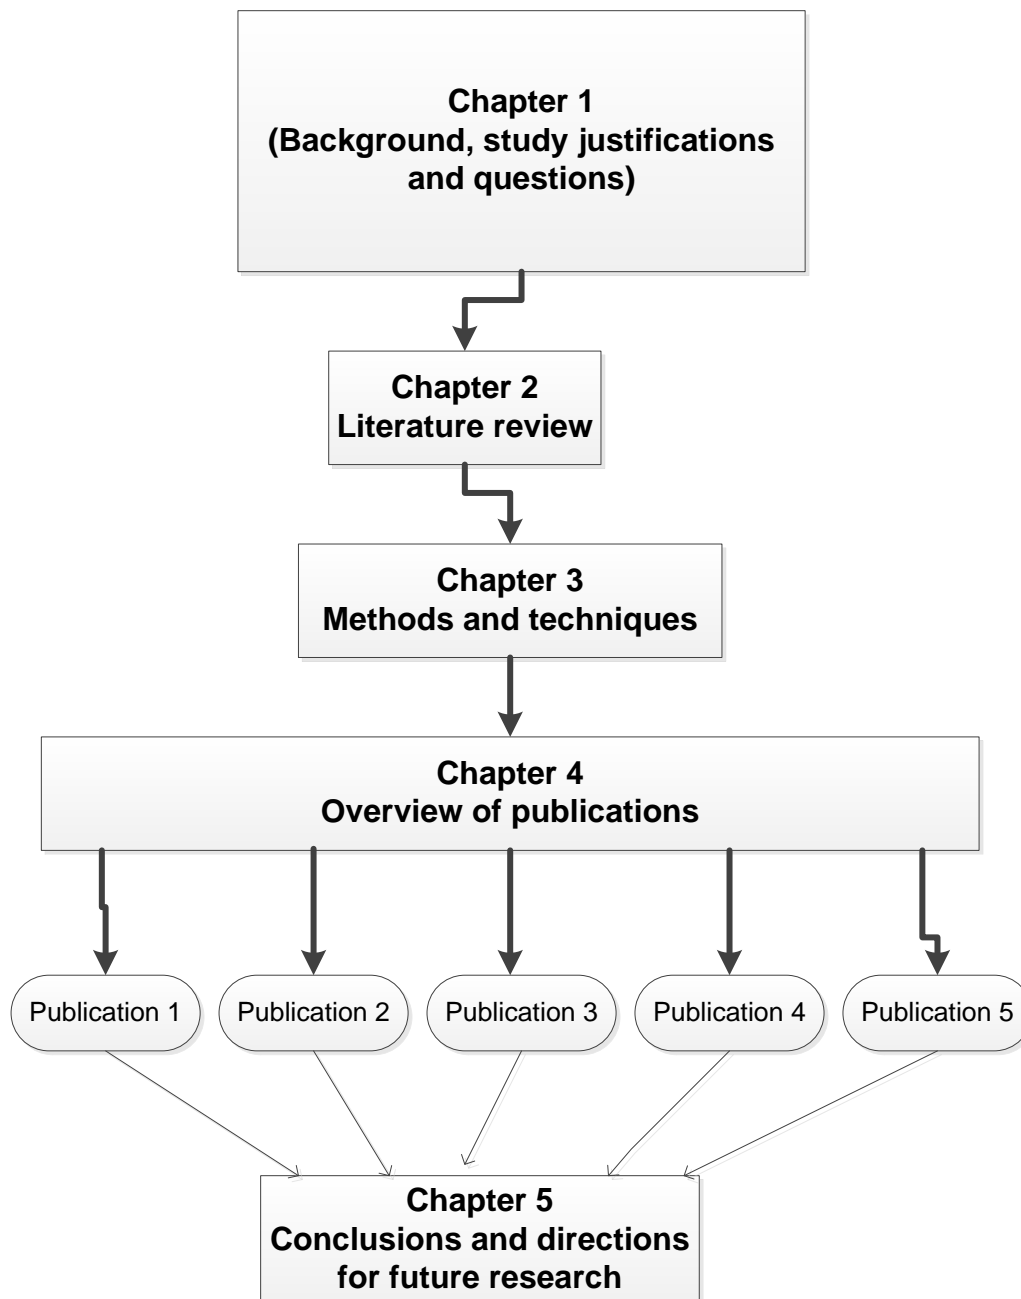 Chapter 1
(Background, study justifications
and questions)
Chapter 2
Literature review
Chapter 3
Methods and techniques
Chapter 4
Overview of publications
Publication 1
Publication 2
Publication 3
Publication 4
Publication 5
Chapter 5
Conclusions and directions
for future research